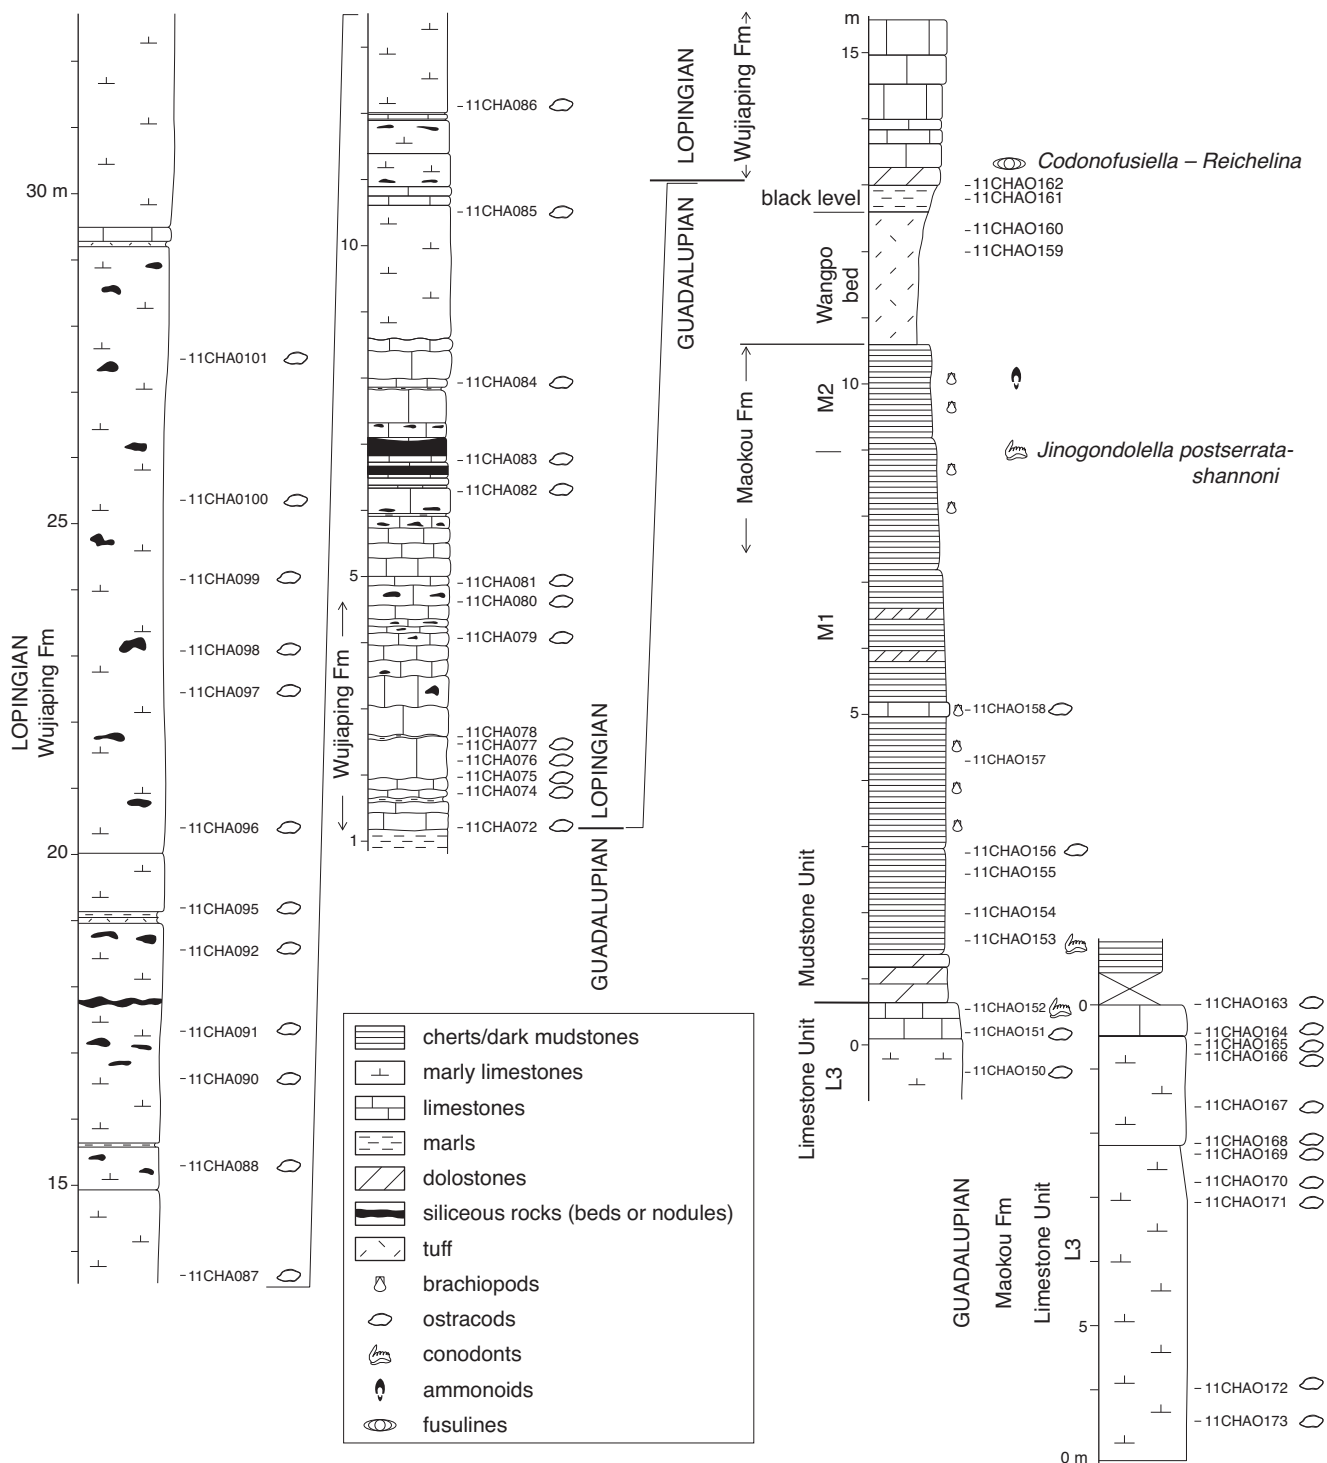 30 m
25
20
15
LOPINGIAN
Wujiaping Fm
11CHA0101
11CHA0100
11CHA099
11CHA098
11CHA097
11CHA096
11CHA095
11CHA092
11CHA091
11CHA090
11CHA088
11CHA087
10
5
1
Wujiaping Fm
11CHA086
11CHA085
11CHA084
11CHA083
11CHA082
11CHA081
11CHA080
11CHA079
11CHA078
11CHA077
11CHA076
11CHA075
11CHA074
11CHA072
LOPINGIAN
GUADALUPIAN
LOPINGIAN
GUADALUPIAN
Wujiaping Fm
m
15
10
5
0
black level
Wangpo
bed
Maokou Fm
M2
M1
Mudstone Unit
Limestone Unit
L3
Codonofusiella – Reichelina
11CHAO162
11CHAO161
11CHAO160
11CHAO159
Jinogondolella postserrata-
shannoni
11CHAO158
11CHAO157
11CHAO156
11CHAO155
11CHAO154
11CHAO153
11CHAO152
11CHAO151
11CHAO150
GUADALUPIAN
Maokou Fm
Limestone Unit
L3
0
5
0 m
11CHAO163
11CHAO164
11CHAO165
11CHAO166
11CHAO167
11CHAO168
11CHAO169
11CHAO170
11CHAO171
11CHAO172
11CHAO173
cherts/dark mudstones
marly limestones
limestones
marls
dolostones
siliceous rocks (beds or nodules)
tuff
brachiopods
ostracods
conodonts
ammonoids
fusulines